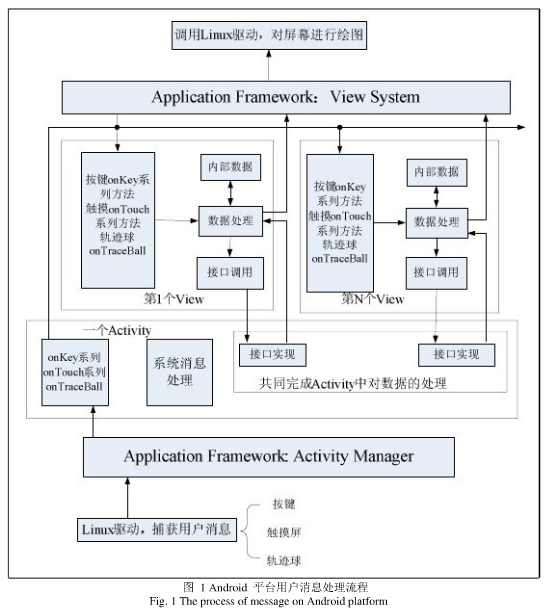 调用Linux驱动，对屏幕进行绘图
Application Framework：View System
按键onKey系
列方法
触摸onTouch
系列方法
轨迹球
onTraceBall
内部数据
数据处理
接口调用
第1个View
按键onKey
系列方法
触摸onTouch
系列方法
轨迹球
onTraceBall
内部数据
数据处理
接口调用
第N个View
一个Activity
onKey系列
onTouch系列
onTraceBall
系统消息
处理
接口实现
接口实现
共同完成Activity中对数据的处理
Application Framework: Activity Manager
Linux驱动，捕获用户消息
按键
触摸屏
轨迹球
图 1 Android 平台用户消息处理流程
Fig. 1 The process of message on Android platform